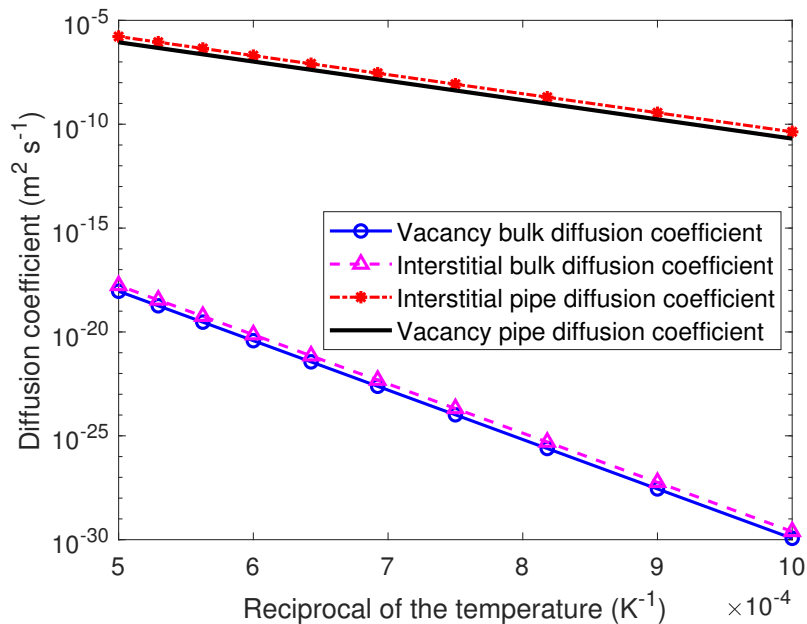 10^-5
10^-10
10^-15
10^-20
10^-25
10^-30
Diffusion coefficient (m^2 s^-1)
Vacancy bulk diffusion coefficient
Interstitial bulk diffusion coefficient
Interstitial pipe diffusion coefficient
Vacancy pipe diffusion coefficient
5 6 7 8 9 10
Reciprocal of the temperature (K^-1) ×10^-4